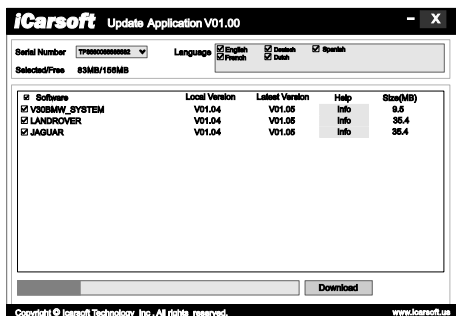 iCarsoft Update Application V01.00 - X
Serial Number Language English Deutsch Spanish
French Dutch
Selected/Free 83MB/156MB
Software Local Version Latest Version Help Size(MB)
V30BMW_SYSTEM V01.04 V01.05 Info 9.5
LANDROVER V01.04 V01.05 Info 35.4
JAGUAR V01.04 V01.05 Info 35.4
Download
Copyright © Icarsoft Technology Inc . All rights reserved. www.icarsoft.us